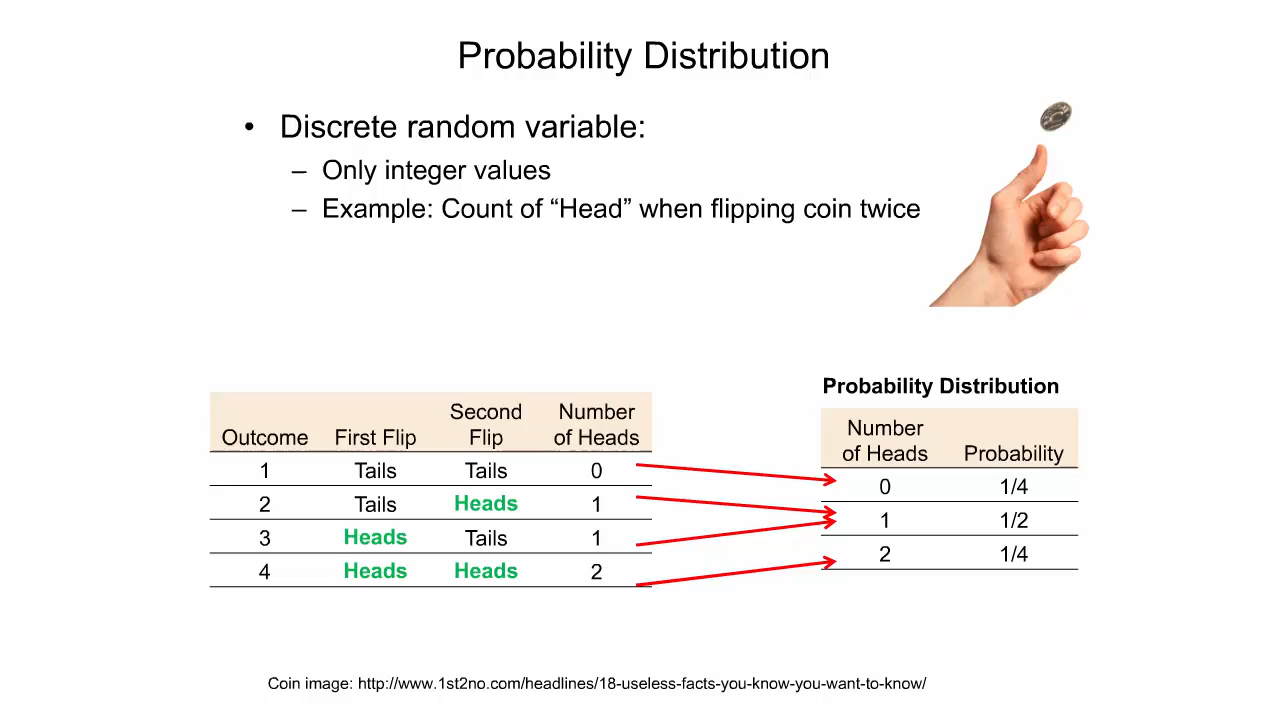 Probability Distribution
• Discrete random variable:
– Only integer values
– Example: Count of “Head” when flipping coin twice
Outcome First Flip Second Flip Number of Heads
1 Tails Tails 0
2 Tails Heads 1
3 Heads Tails 1
4 Heads Heads 2
Probability Distribution
Number of Heads Probability
0 1/4
1 1/2
2 1/4
Coin image: http://www.1st2no.com/headlines/18-useless-facts-you-know-you-want-to-know/